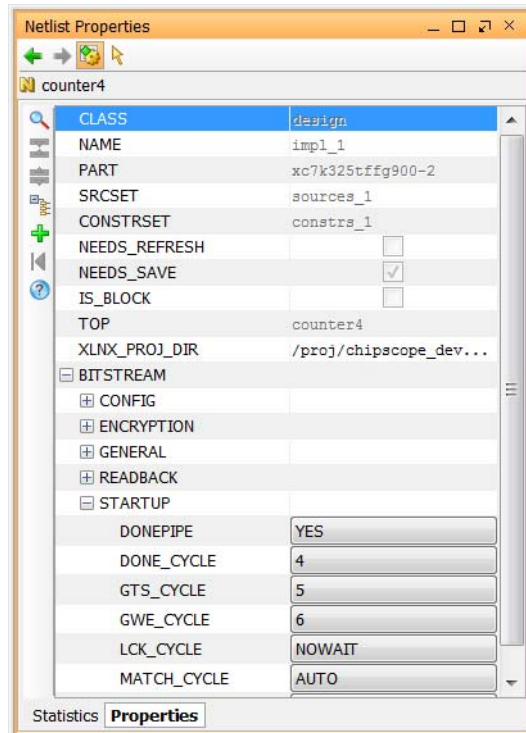 Netlist Properties
counter4
CLASS design
NAME impl_1
PART xc7k325tffg900-2
SRCSET sources_1
CONSTRSET constrs_1
NEEDS_REFRESH
NEEDS_SAVE
IS_BLOCK
TOP counter4
XLNX_PROJ_DIR /proj/chipscope_dev...
BITSTREAM
CONFIG
ENCRYPTION
GENERAL
READBACK
STARTUP
DONEPIPE YES
DONE_CYCLE 4
GTS_CYCLE 5
GWE_CYCLE 6
LCK_CYCLE NOWAIT
MATCH_CYCLE AUTO
Statistics Properties